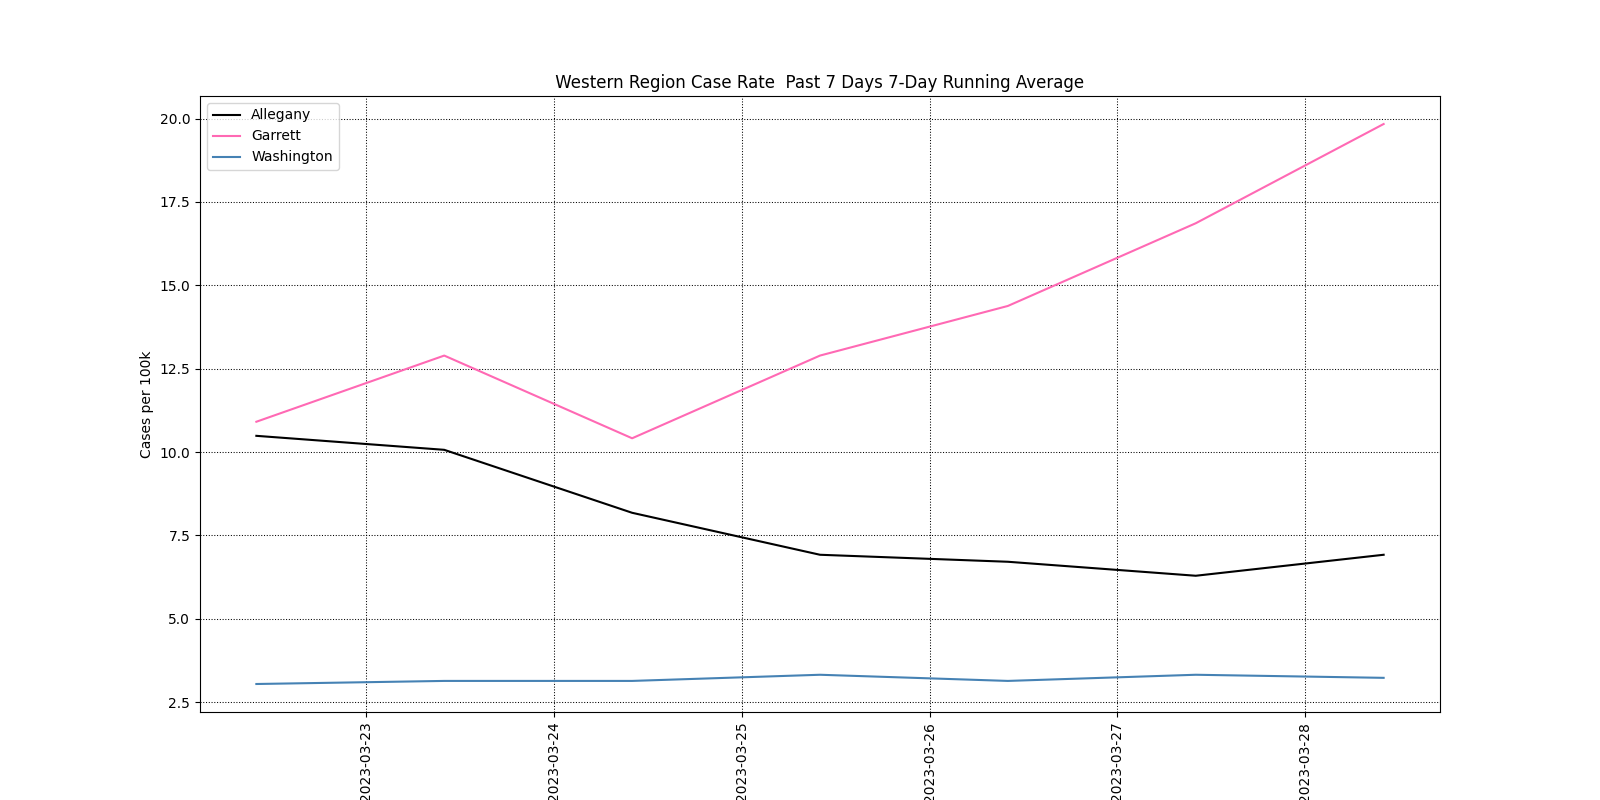 Western Region Case Rate  Past 7 Days 7-Day Running Average
Allegany
Garrett
Washington
20.0
17.5
15.0
12.5
10.0
7.5
5.0
2.5
Cases per 100k
2023-03-23
2023-03-24
2023-03-25
2023-03-26
2023-03-27
2023-03-28